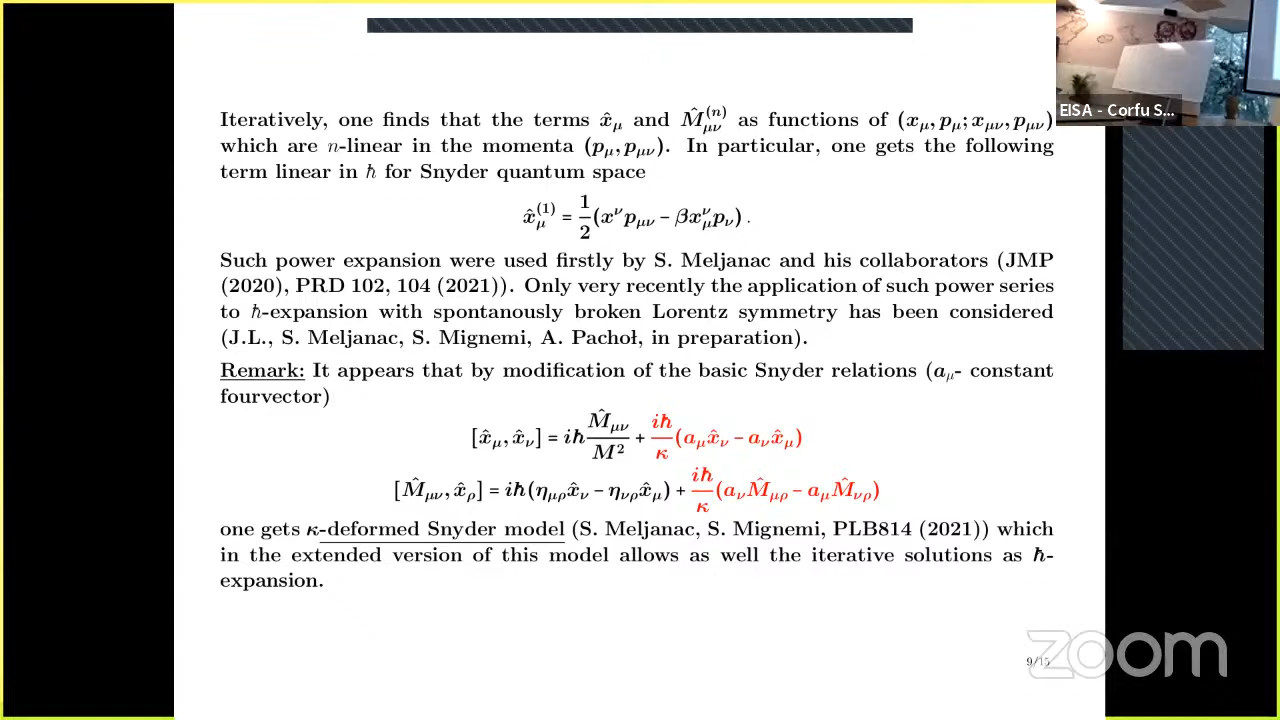 Iteratively, one finds that the terms x̂_μ and M̂_{μν}^{(n)} as functions of (x_μ, p_μ; x_{μν}, p_{μν})
which are n-linear in the momenta (p_μ, p_{μν}). In particular, one gets the following
term linear in ħ for Snyder quantum space
x̂_μ^{(1)} = 1/2 (x^ν p_{μν} − β x_μ^ν p_ν) .
Such power expansion were used firstly by S. Meljanac and his collaborators (JMP
(2020), PRD 102, 104 (2021)). Only very recently the application of such power series
to ħ-expansion with spontanously broken Lorentz symmetry has been considered
(J.L., S. Meljanac, S. Mignemi, A. Pachoł, in preparation).
Remark: It appears that by modification of the basic Snyder relations (a_μ- constant
fourvector)
[x̂_μ, x̂_ν] = iħ M̂_{μν}/M² + iħ/κ (a_μ x̂_ν − a_ν x̂_μ)
[M̂_{μν}, x̂_ρ] = iħ(η_{μρ} x̂_ν − η_{νρ} x̂_μ) + iħ/κ (a_ν M̂_{μρ} − a_μ M̂_{νρ})
one gets κ-deformed Snyder model (S. Meljanac, S. Mignemi, PLB814 (2021)) which
in the extended version of this model allows as well the iterative solutions as ħ-
expansion.
EISA - Corfu S...
9/15
zoom